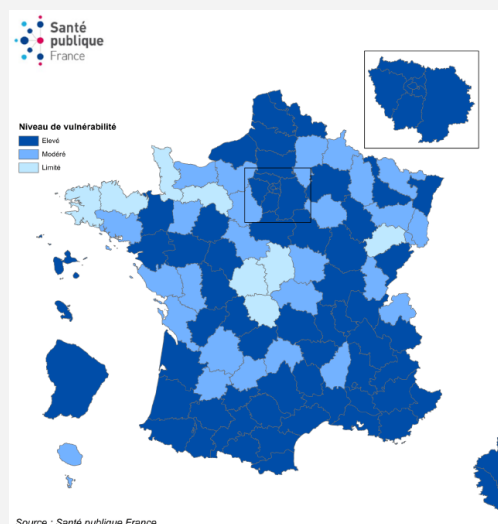 Santé
publique
France
Niveau de vulnérabilité
Elevé
Modéré
Limité
Source : Santé publique France